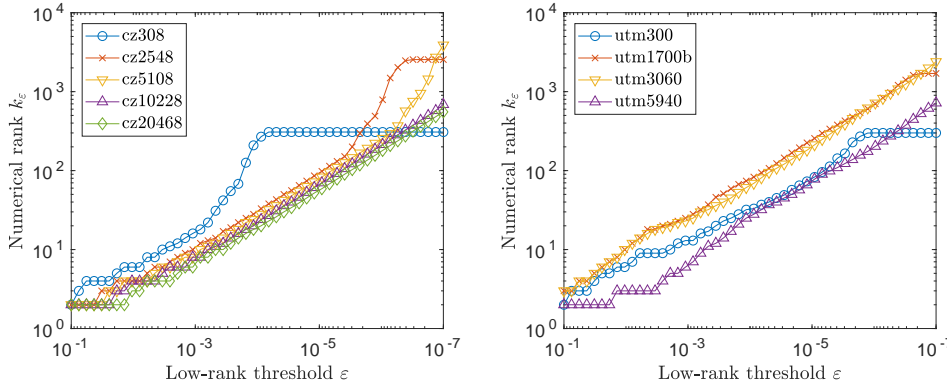 10^4
10^3
10^2
10^1
10^0
Numerical rank k_ε
cz308
cz2548
cz5108
cz10228
cz20468
10^-1
10^-3
10^-5
10^-7
Low-rank threshold ε
10^4
10^3
10^2
10^1
10^0
Numerical rank k_ε
utm300
utm1700b
utm3060
utm5940
10^-1
10^-3
10^-5
10^-7
Low-rank threshold ε